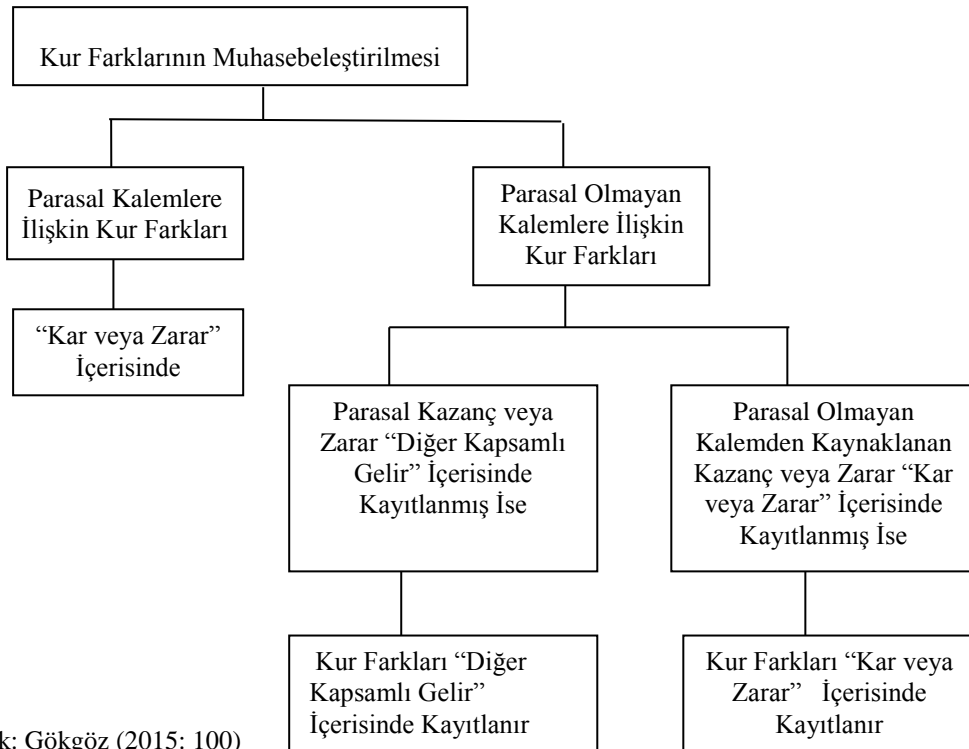 Kur Farklarının Muhasebeleştirilmesi
Parasal Kalemlere
İlişkin Kur Farkları
Parasal Olmayan
Kalemlere İlişkin
Kur Farkları
“Kar veya Zarar”
İçerisinde
Parasal Kazanç veya
Zarar “Diğer Kapsamlı
Gelir” İçerisinde
Kayıtlanmış İse
Parasal Olmayan
Kalemden Kaynaklanan
Kazanç veya Zarar “Kar
veya Zarar” İçerisinde
Kayıtlanmış İse
Kur Farkları “Diğer
Kapsamlı Gelir”
İçerisinde Kayıtlanır
Kur Farkları “Kar veya
Zarar” İçerisinde
Kayıtlanır
k: Gökgöz (2015: 100)